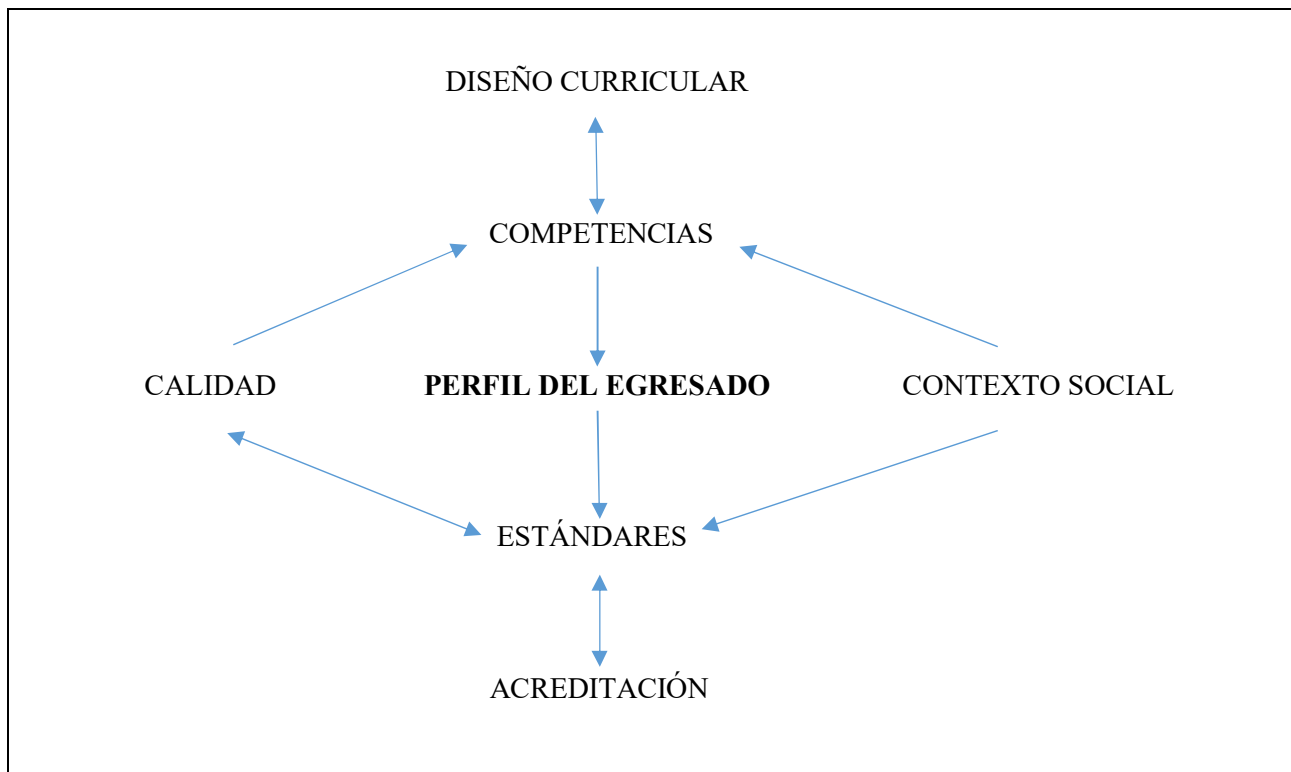 DISEÑO CURRICULAR
COMPETENCIAS
CALIDAD
PERFIL DEL EGRESADO
CONTEXTO SOCIAL
ESTÁNDARES
ACREDITACIÓN